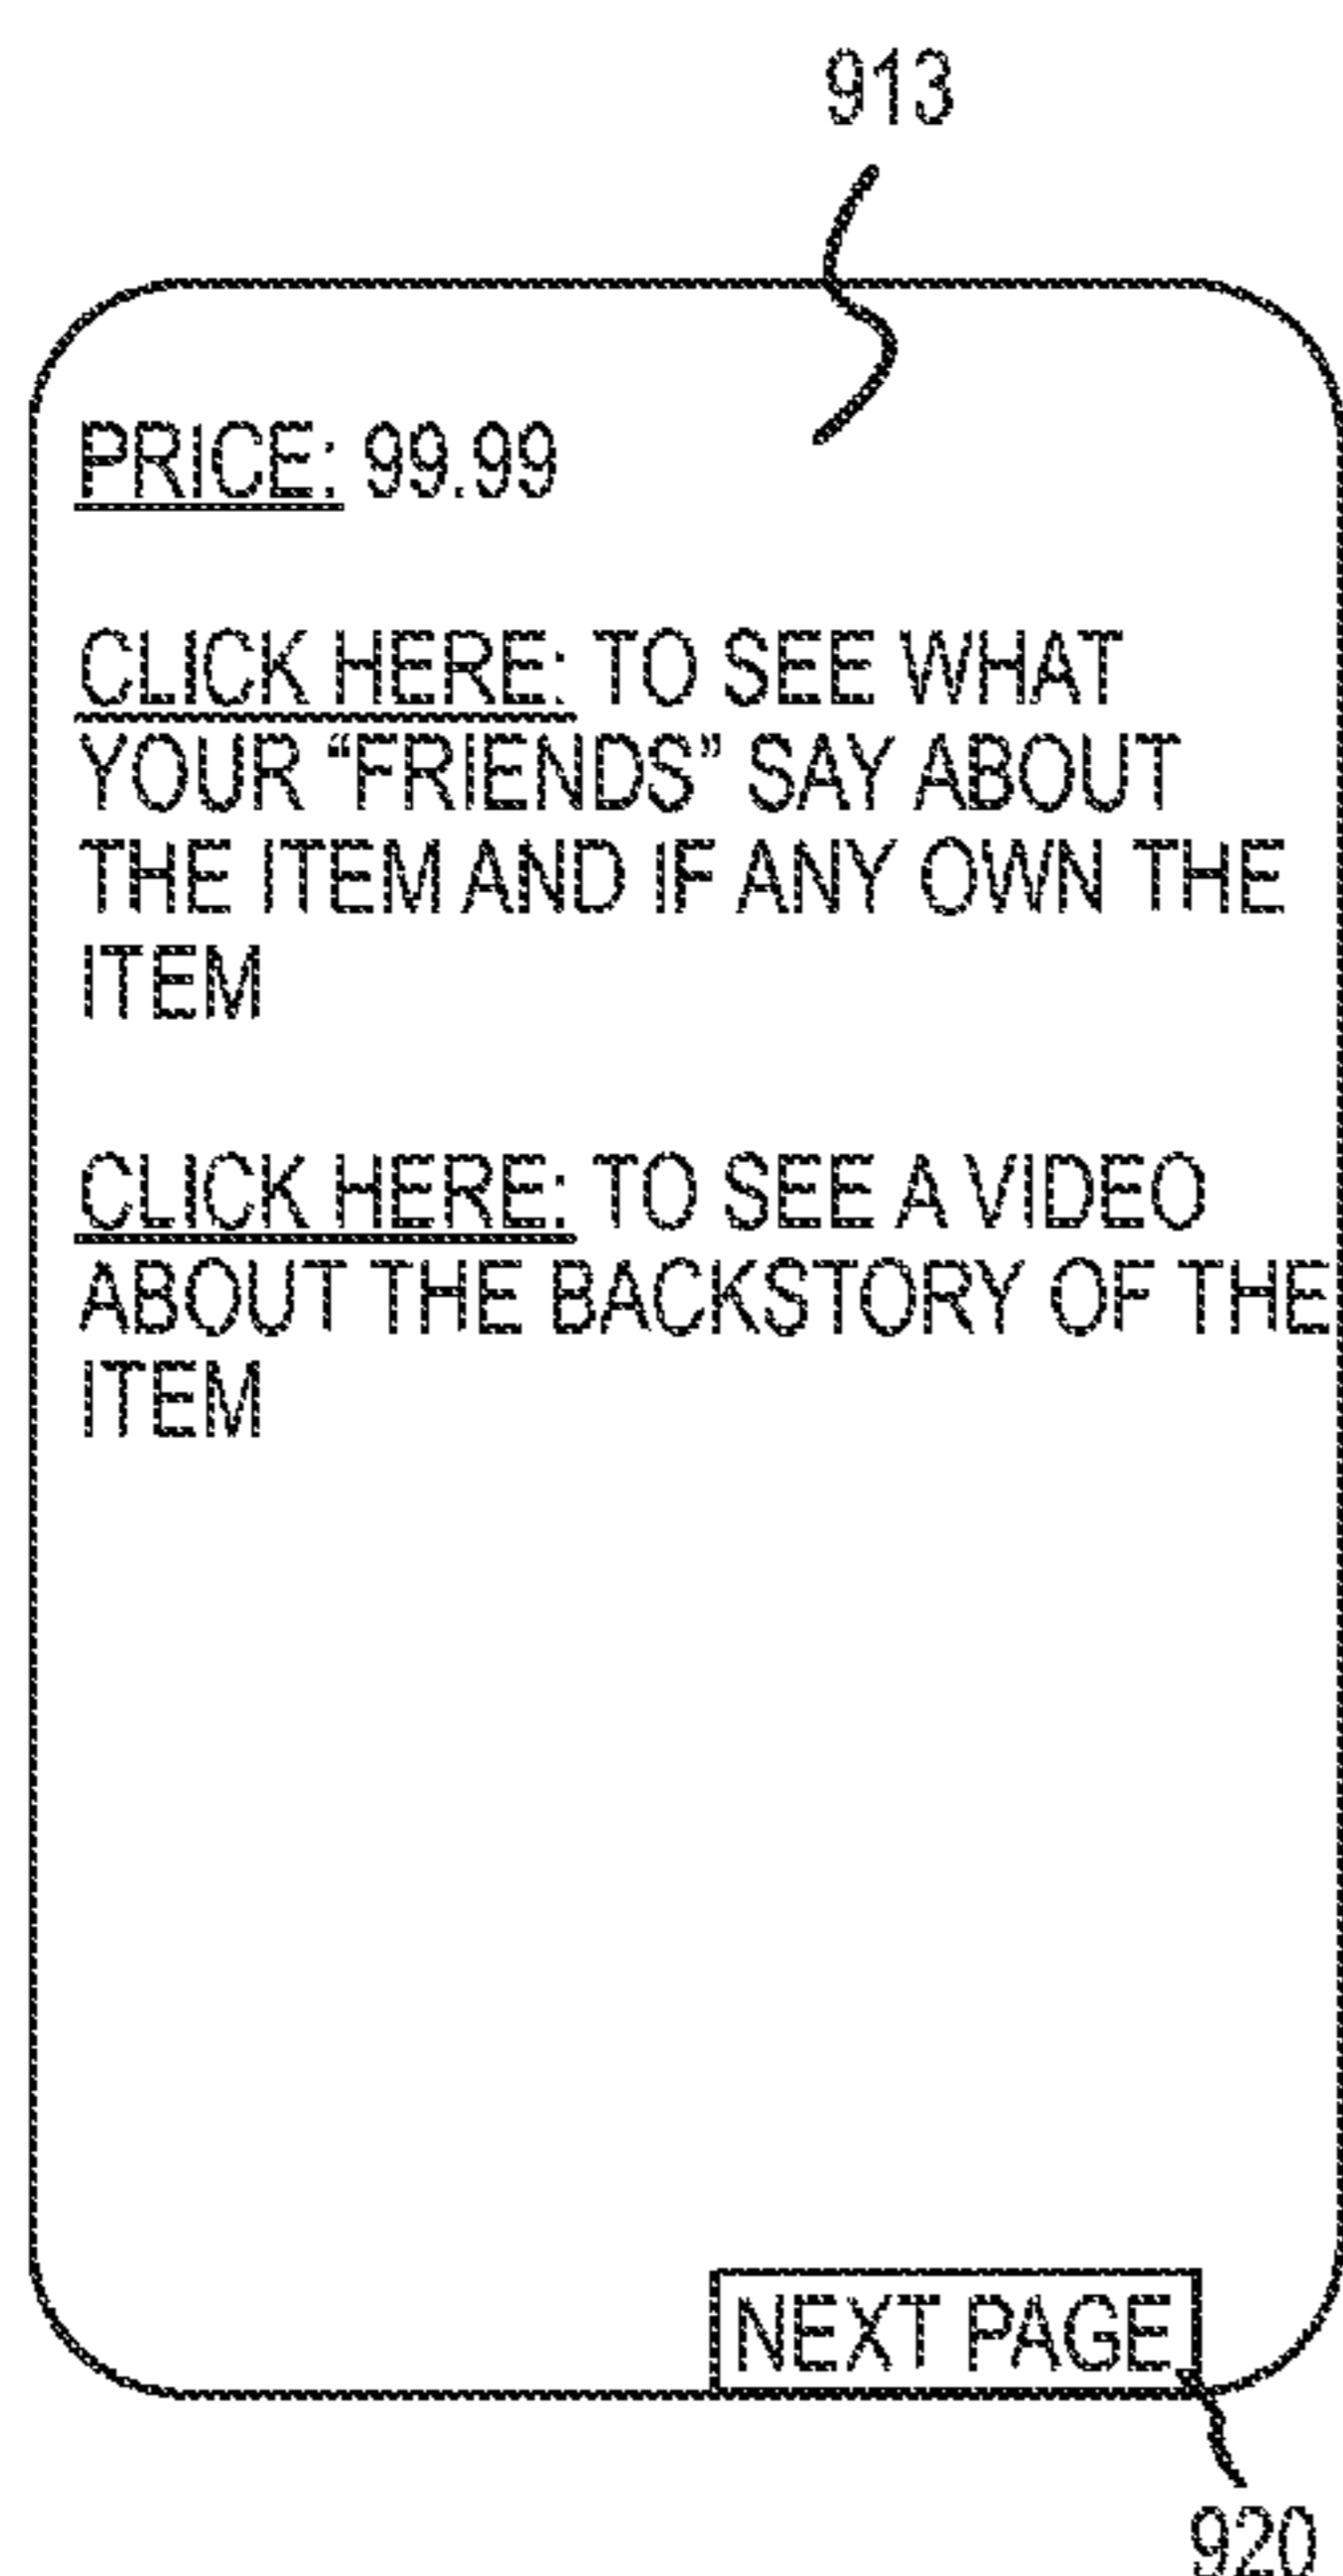 913
PRICE: 99.99
CLICK HERE: TO SEE WHAT
YOUR “FRIENDS” SAY ABOUT
THE ITEM AND IF ANY OWN THE
ITEM
CLICK HERE: TO SEE A VIDEO
ABOUT THE BACKSTORY OF THE
ITEM
NEXT PAGE
920